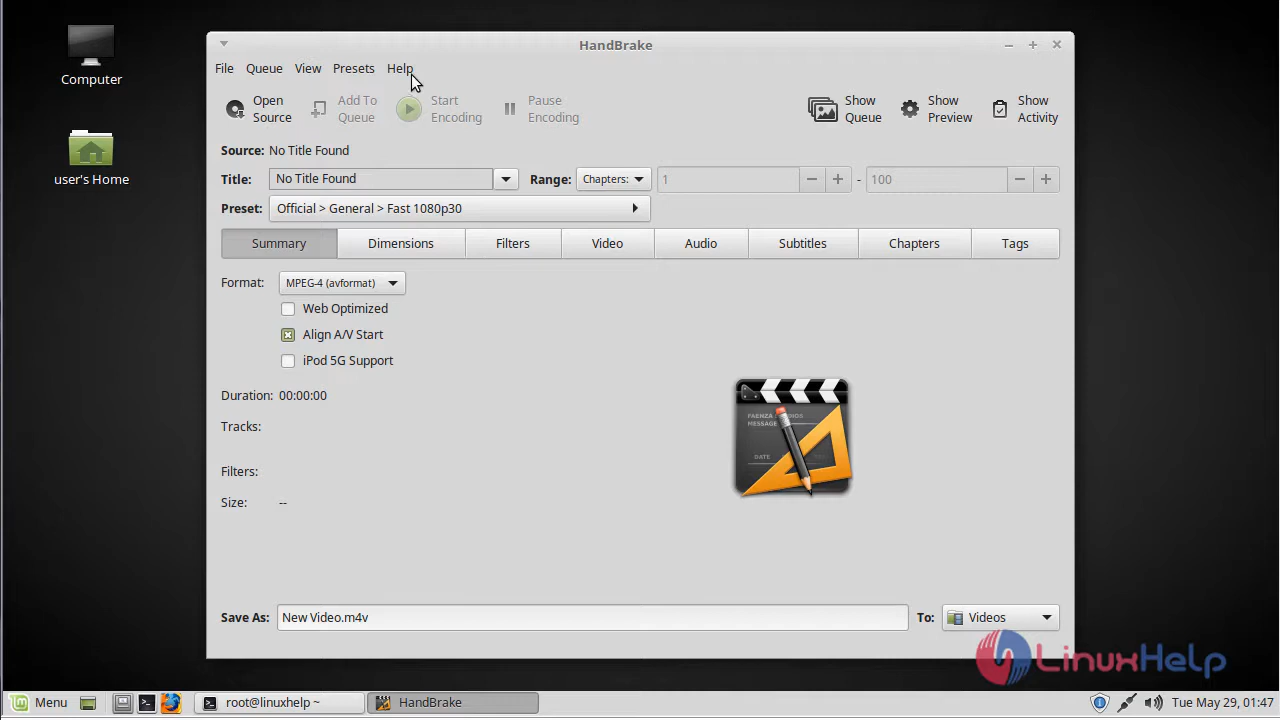 Computer
user's Home
HandBrake
File Queue View Presets Help
Open Source
Add To Queue
Start Encoding
Pause Encoding
Show Queue
Show Preview
Show Activity
Source: No Title Found
Title: No Title Found Range: Chapters: 1 - 100
Preset: Official > General > Fast 1080p30
Summary Dimensions Filters Video Audio Subtitles Chapters Tags
Format: MPEG-4 (avformat)
Web Optimized
Align A/V Start
iPod 5G Support
Duration: 00:00:00
Tracks:
Filters:
Size: --
MESSAGE
DATE
Save As: New Video.m4v To: Videos
LinuxHelp
Menu root@linuxhelp ~ HandBrake Tue May 29, 01:47